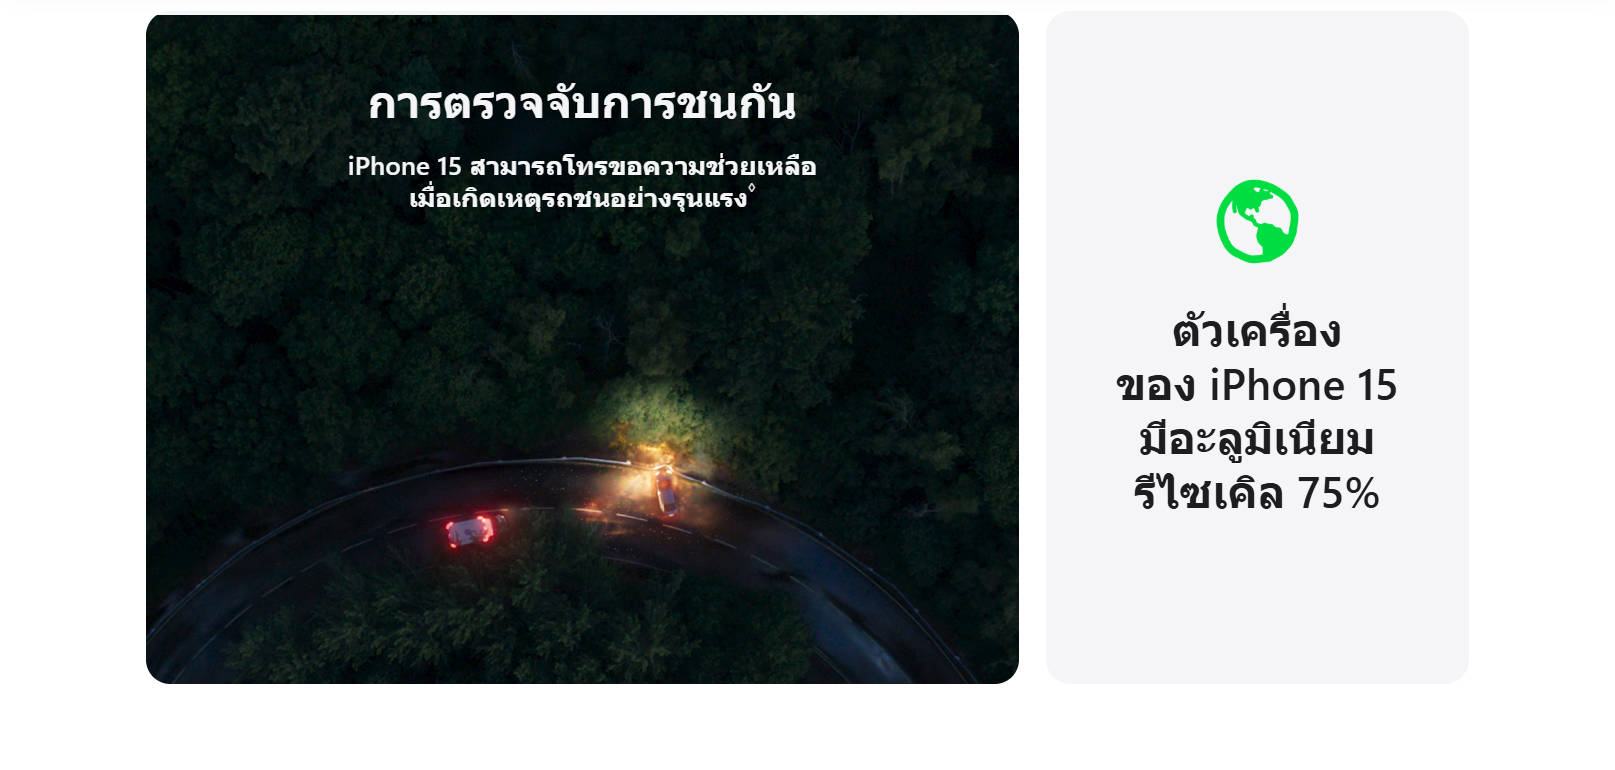 การตรวจจับการชนกัน
iPhone 15 สามารถโทรขอความช่วยเหลือ
เมื่อเกิดเหตุรถชนอย่างรุนแรง◊
ตัวเครื่อง
ของ iPhone 15
มีอะลูมิเนียม
รีไซเคิล 75%